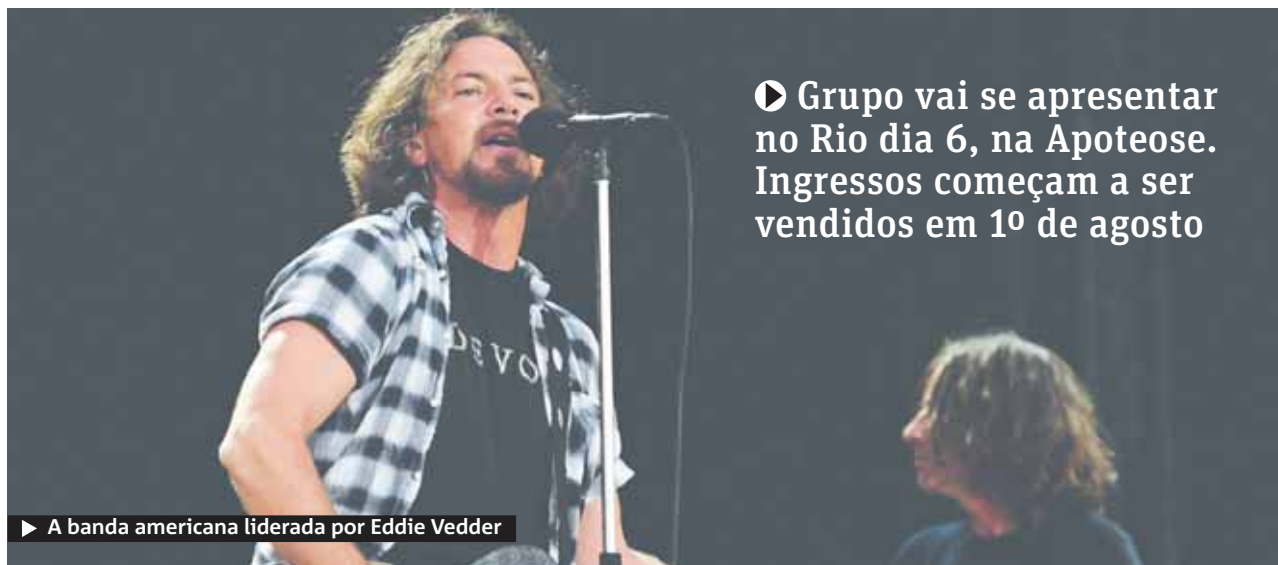 Grupo vai se apresentar
no Rio dia 6, na Apoteose.
Ingressos começam a ser
vendidos em 1º de agosto
DEVO
A banda americana liderada por Eddie Vedder